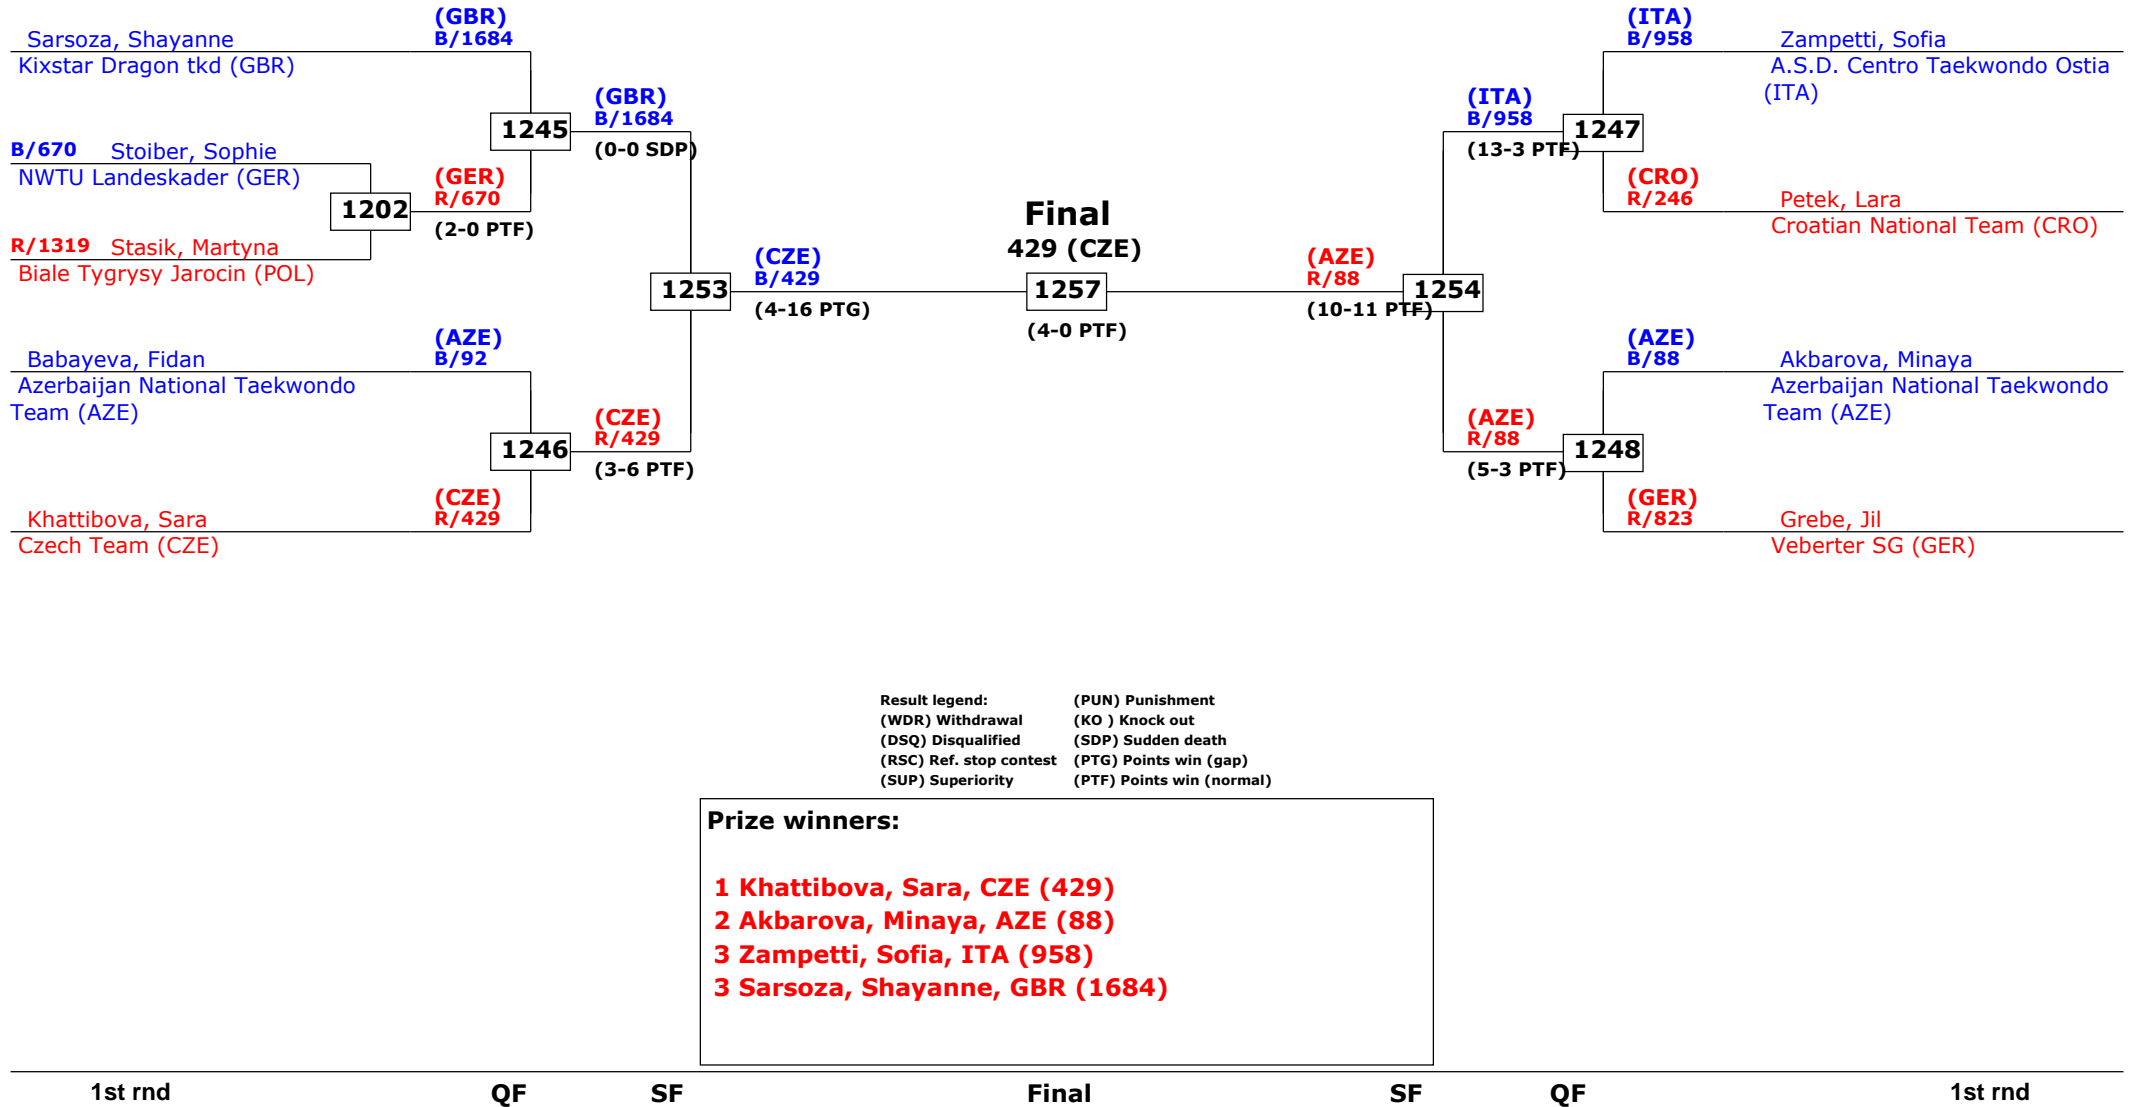 (GBR)
Sarsoza, Shayanne B/1684
Kixstar Dragon tkd (GBR)
(GBR)
B/1684
1245
(0-0 SDP)
B/670 Stoiber, Sophie
NWTU Landeskader (GER)
(GER)
R/670
1202
(2-0 PTF)
R/1319 Stasik, Martyna
Biale Tygrysy Jarocin (POL)
(CZE)
B/429
1253
(4-16 PTG)
(AZE)
Babayeva, Fidan B/92
Azerbaijan National Taekwondo
Team (AZE)
(CZE)
R/429
1246
(3-6 PTF)
(CZE)
Khattibova, Sara R/429
Czech Team (CZE)
Final
429 (CZE)
1257
(4-0 PTF)
(ITA)
B/958 Zampetti, Sofia
A.S.D. Centro Taekwondo Ostia
(ITA)
(ITA)
B/958
1247
(13-3 PTF)
(CRO)
R/246 Petek, Lara
Croatian National Team (CRO)
(AZE)
R/88
1254
(10-11 PTF)
(AZE)
B/88 Akbarova, Minaya
Azerbaijan National Taekwondo
Team (AZE)
(AZE)
R/88
1248
(5-3 PTF)
(GER)
R/823 Grebe, Jil
Veberter SG (GER)
Result legend: (PUN) Punishment
(WDR) Withdrawal (KO ) Knock out
(DSQ) Disqualified (SDP) Sudden death
(RSC) Ref. stop contest (PTG) Points win (gap)
(SUP) Superiority (PTF) Points win (normal)
Prize winners:
1 Khattibova, Sara, CZE (429)
2 Akbarova, Minaya, AZE (88)
3 Zampetti, Sofia, ITA (958)
3 Sarsoza, Shayanne, GBR (1684)
1st rnd QF SF Final SF QF 1st rnd